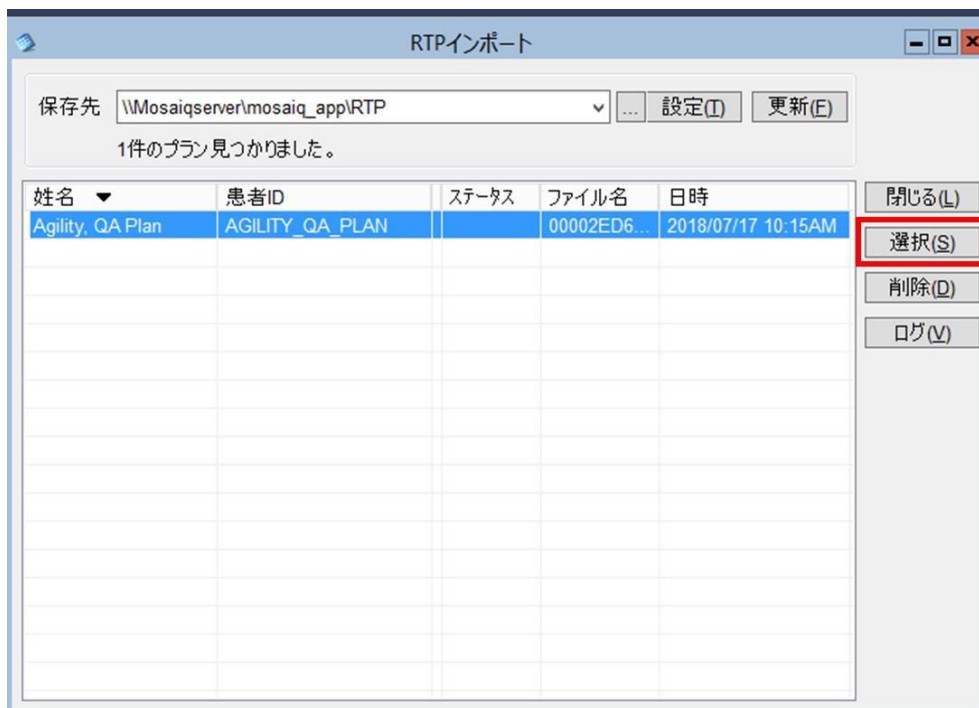 RTPインポート
保存先 \\Mosaiqserver\mosaiq_app\RTP ... 設定(T) 更新(F)
1件のプラン見つかりました。
姓名 患者ID ステータス ファイル名 日時
Agility, QA Plan AGILITY_QA_PLAN 00002ED6... 2018/07/17 10:15AM
閉じる(L)
選択(S)
削除(D)
ログ(V)